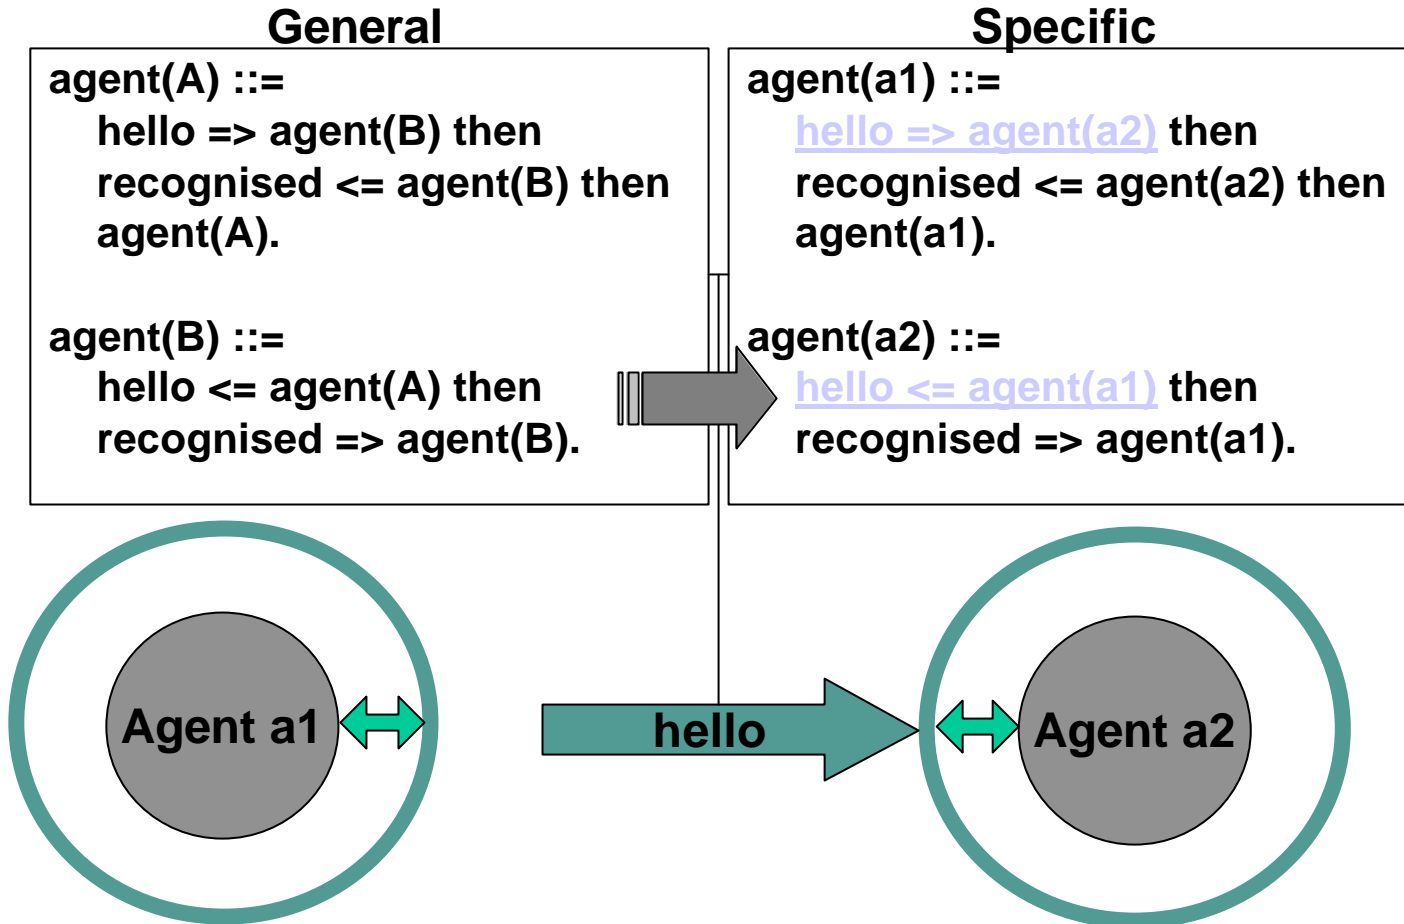 General
agent(A) ::=
hello => agent(B) then
recognised <= agent(B) then
agent(A).
agent(B) ::=
hello <= agent(A) then
recognised => agent(B).
Specific
agent(a1) ::=
hello => agent(a2) then
recognised <= agent(a2) then
agent(a1).
agent(a2) ::=
hello <= agent(a1) then
recognised => agent(a1).
Agent a1
hello
Agent a2